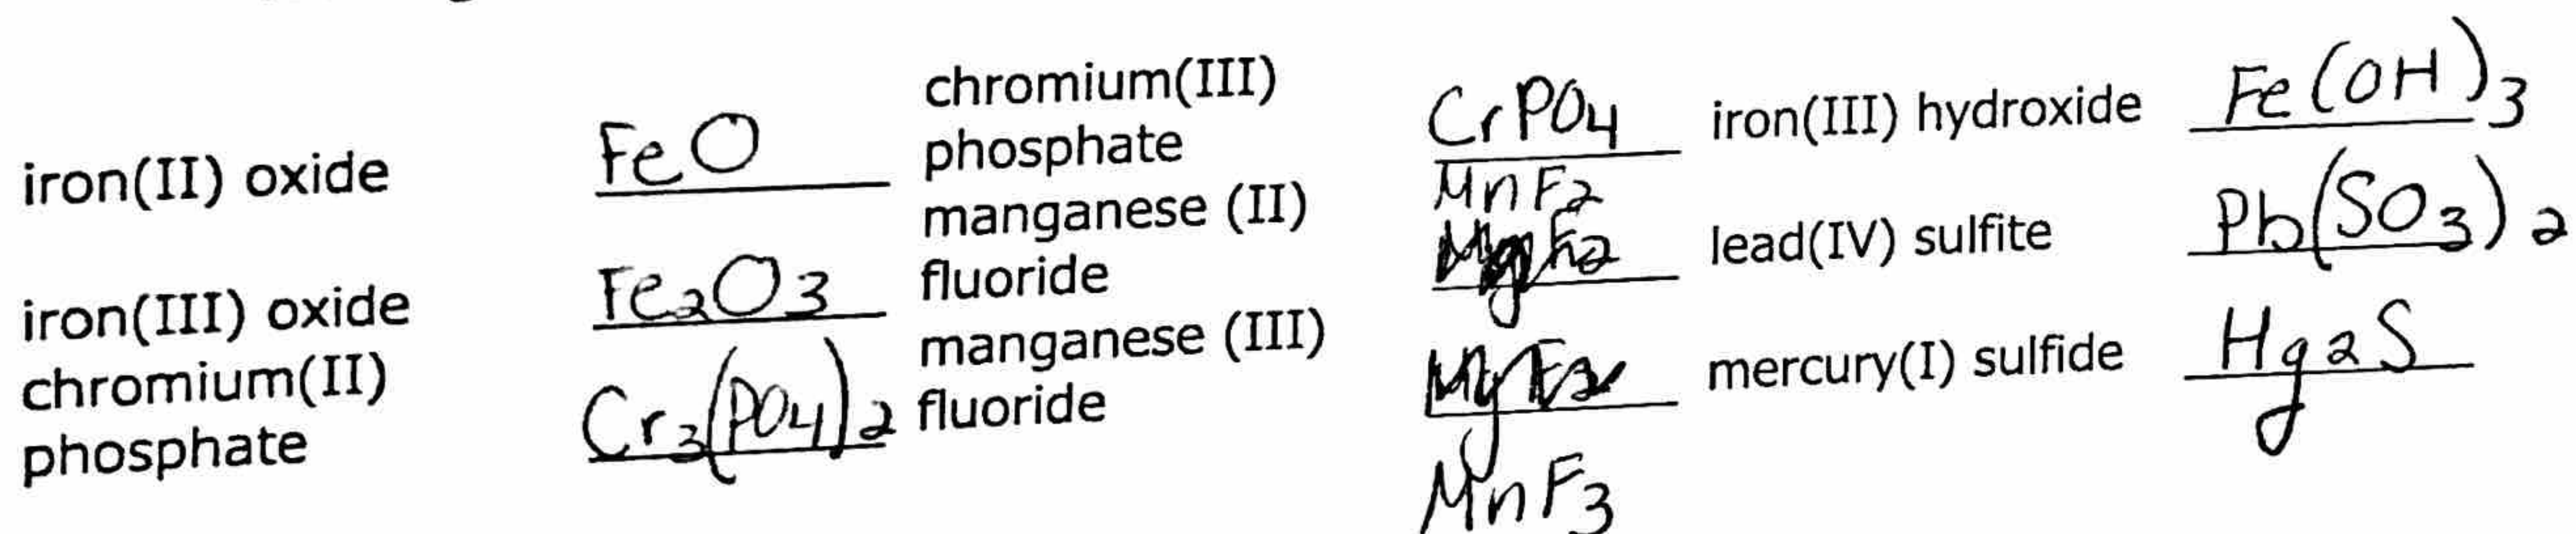 iron(II) oxide FeO
iron(III) oxide Fe2O3
chromium(II)
phosphate Cr3(PO4)2
chromium(III)
phosphate CrPO4
manganese (II)
fluoride MnF2
manganese (III)
fluoride MnF3
iron(III) hydroxide Fe(OH)3
lead(IV) sulfite Pb(SO3)2
mercury(I) sulfide Hg2S